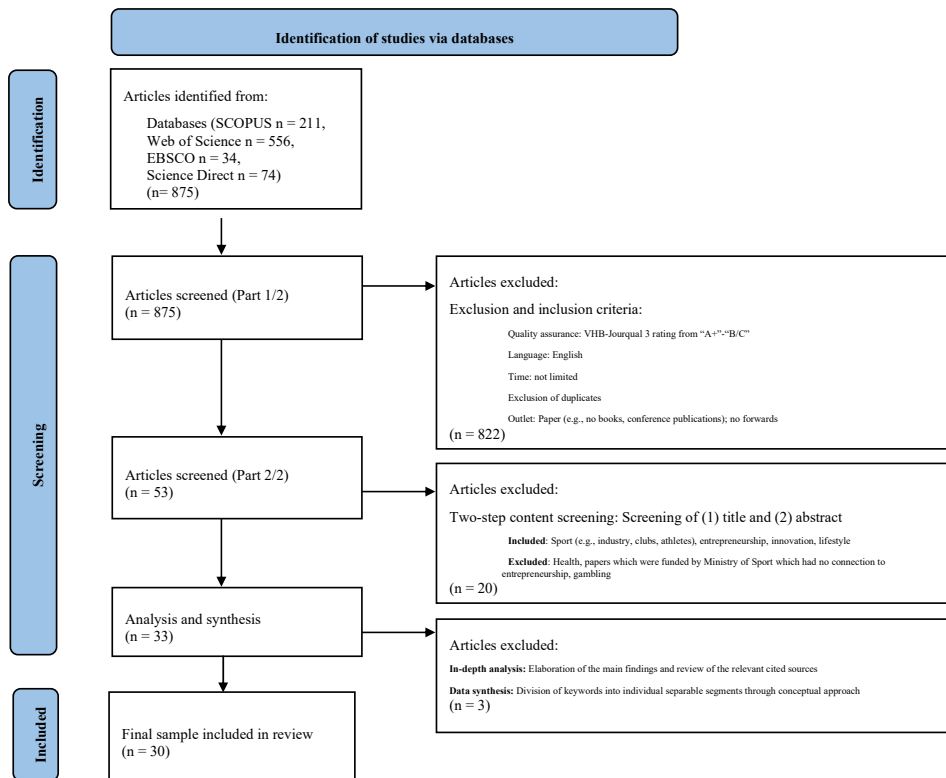 Identification of studies via databases
Identification
Articles identified from:
Databases (SCOPUS n = 211,
Web of Science n = 556,
EBSCO n = 34,
Science Direct n = 74)
(n= 875)
Screening
Articles screened (Part 1/2)
(n = 875)
Articles excluded:
Exclusion and inclusion criteria:
Quality assurance: VHB-Jourqual 3 rating from “A+”-“B/C”
Language: English
Time: not limited
Exclusion of duplicates
Outlet: Paper (e.g., no books, conference publications); no forwards
(n = 822)
Articles screened (Part 2/2)
(n = 53)
Articles excluded:
Two-step content screening: Screening of (1) title and (2) abstract
Included: Sport (e.g., industry, clubs, athletes), entrepreneurship, innovation, lifestyle
Excluded: Health, papers which were funded by Ministry of Sport which had no connection to
entrepreneurship, gambling
(n = 20)
Analysis and synthesis
(n = 33)
Articles excluded:
In-depth analysis: Elaboration of the main findings and review of the relevant cited sources
Data synthesis: Division of keywords into individual separable segments through conceptual approach
(n = 3)
Included
Final sample included in review
(n = 30)